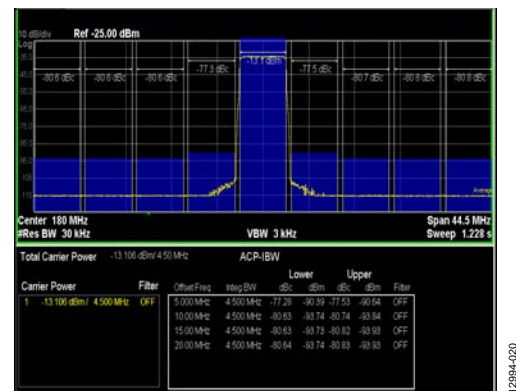 10 dB/div Ref -25.00 dBm
Log
-77.3 dBc -13.1 dBm -77.5 dBc
-80.6 dBc -80.6 dBc -80.6 dBc -80.7 dBc -80.8 dBc -80.8 dBc
105
115
Average
Center 180 MHz Span 44.5 MHz
#Res BW 30 kHz VBW 3 kHz Sweep 1.228 s
Total Carrier Power -13.106 dBm/ 4.50 MHz ACP-IBW
Lower Upper
Carrier Power Filter Offset Freq Integ BW dBc dBm dBc dBm Filter
1 -13.106 dBm / 4.500 MHz OFF 5.000 MHz 4.500 MHz -77.28 -90.39 -77.53 -90.64 OFF
10.00 MHz 4.500 MHz -80.63 -93.74 -80.74 -93.84 OFF
15.00 MHz 4.500 MHz -80.63 -93.73 -80.82 -93.93 OFF
20.00 MHz 4.500 MHz -80.64 -93.74 -80.83 -93.93 OFF
12994-020